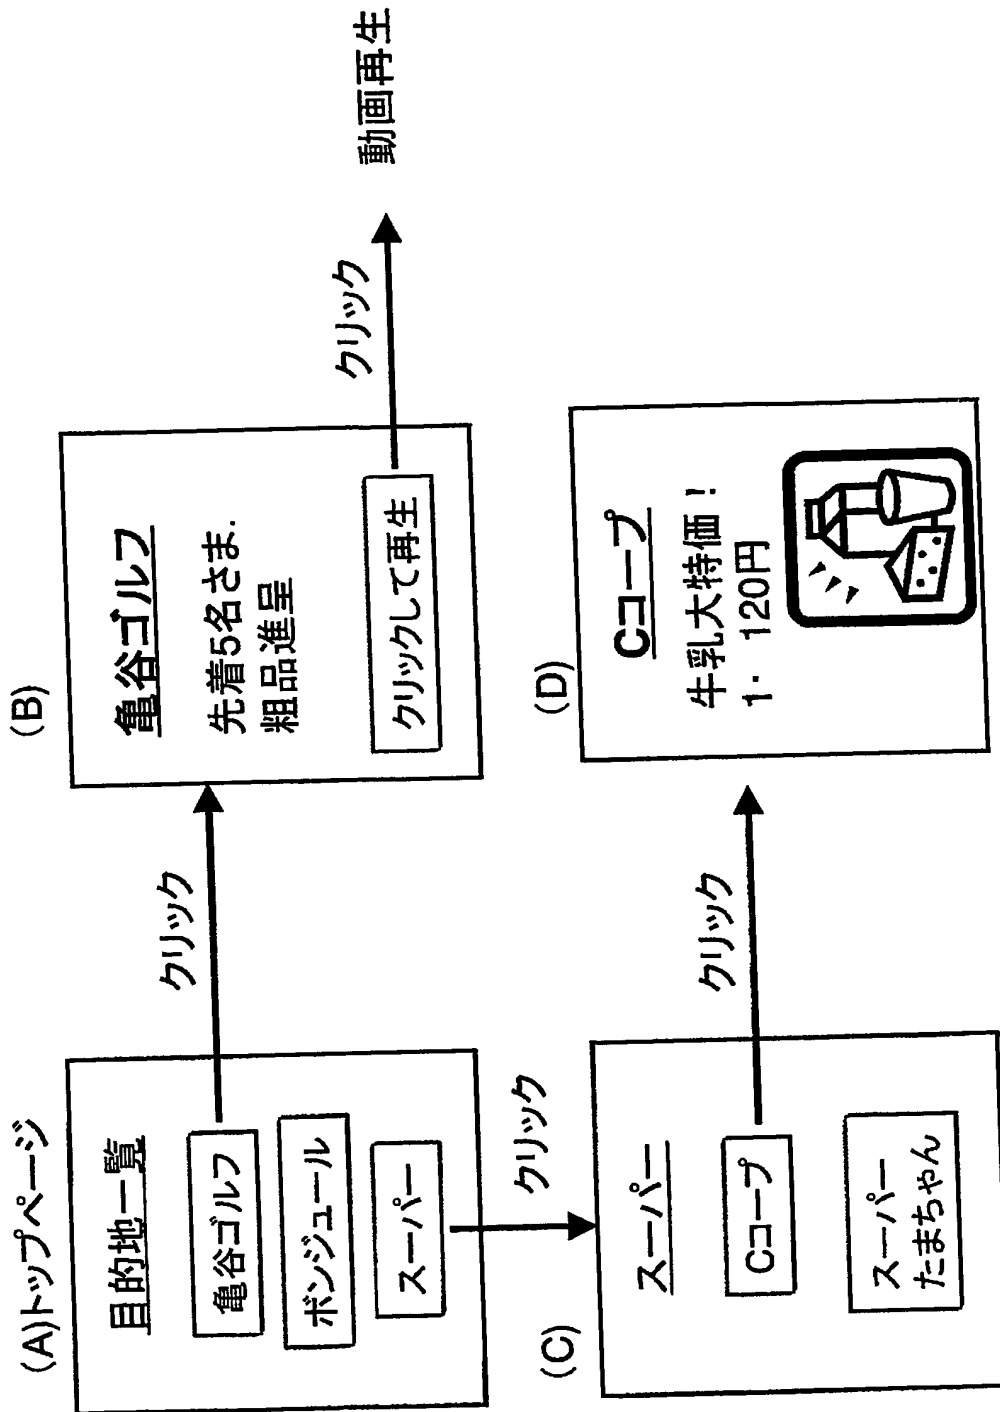 (A)トップページ
目的地一覧
亀谷ゴルフ
ボンジュール
スーパー
クリック
(B)
亀谷ゴルフ
先着5名さま.
粗品進呈
クリックして再生
クリック
動画再生
クリック
(C)
スーパー
Cコープ
スーパー
たまちゃん
クリック
(D)
Cコープ
牛乳大特価！
1・ 120円